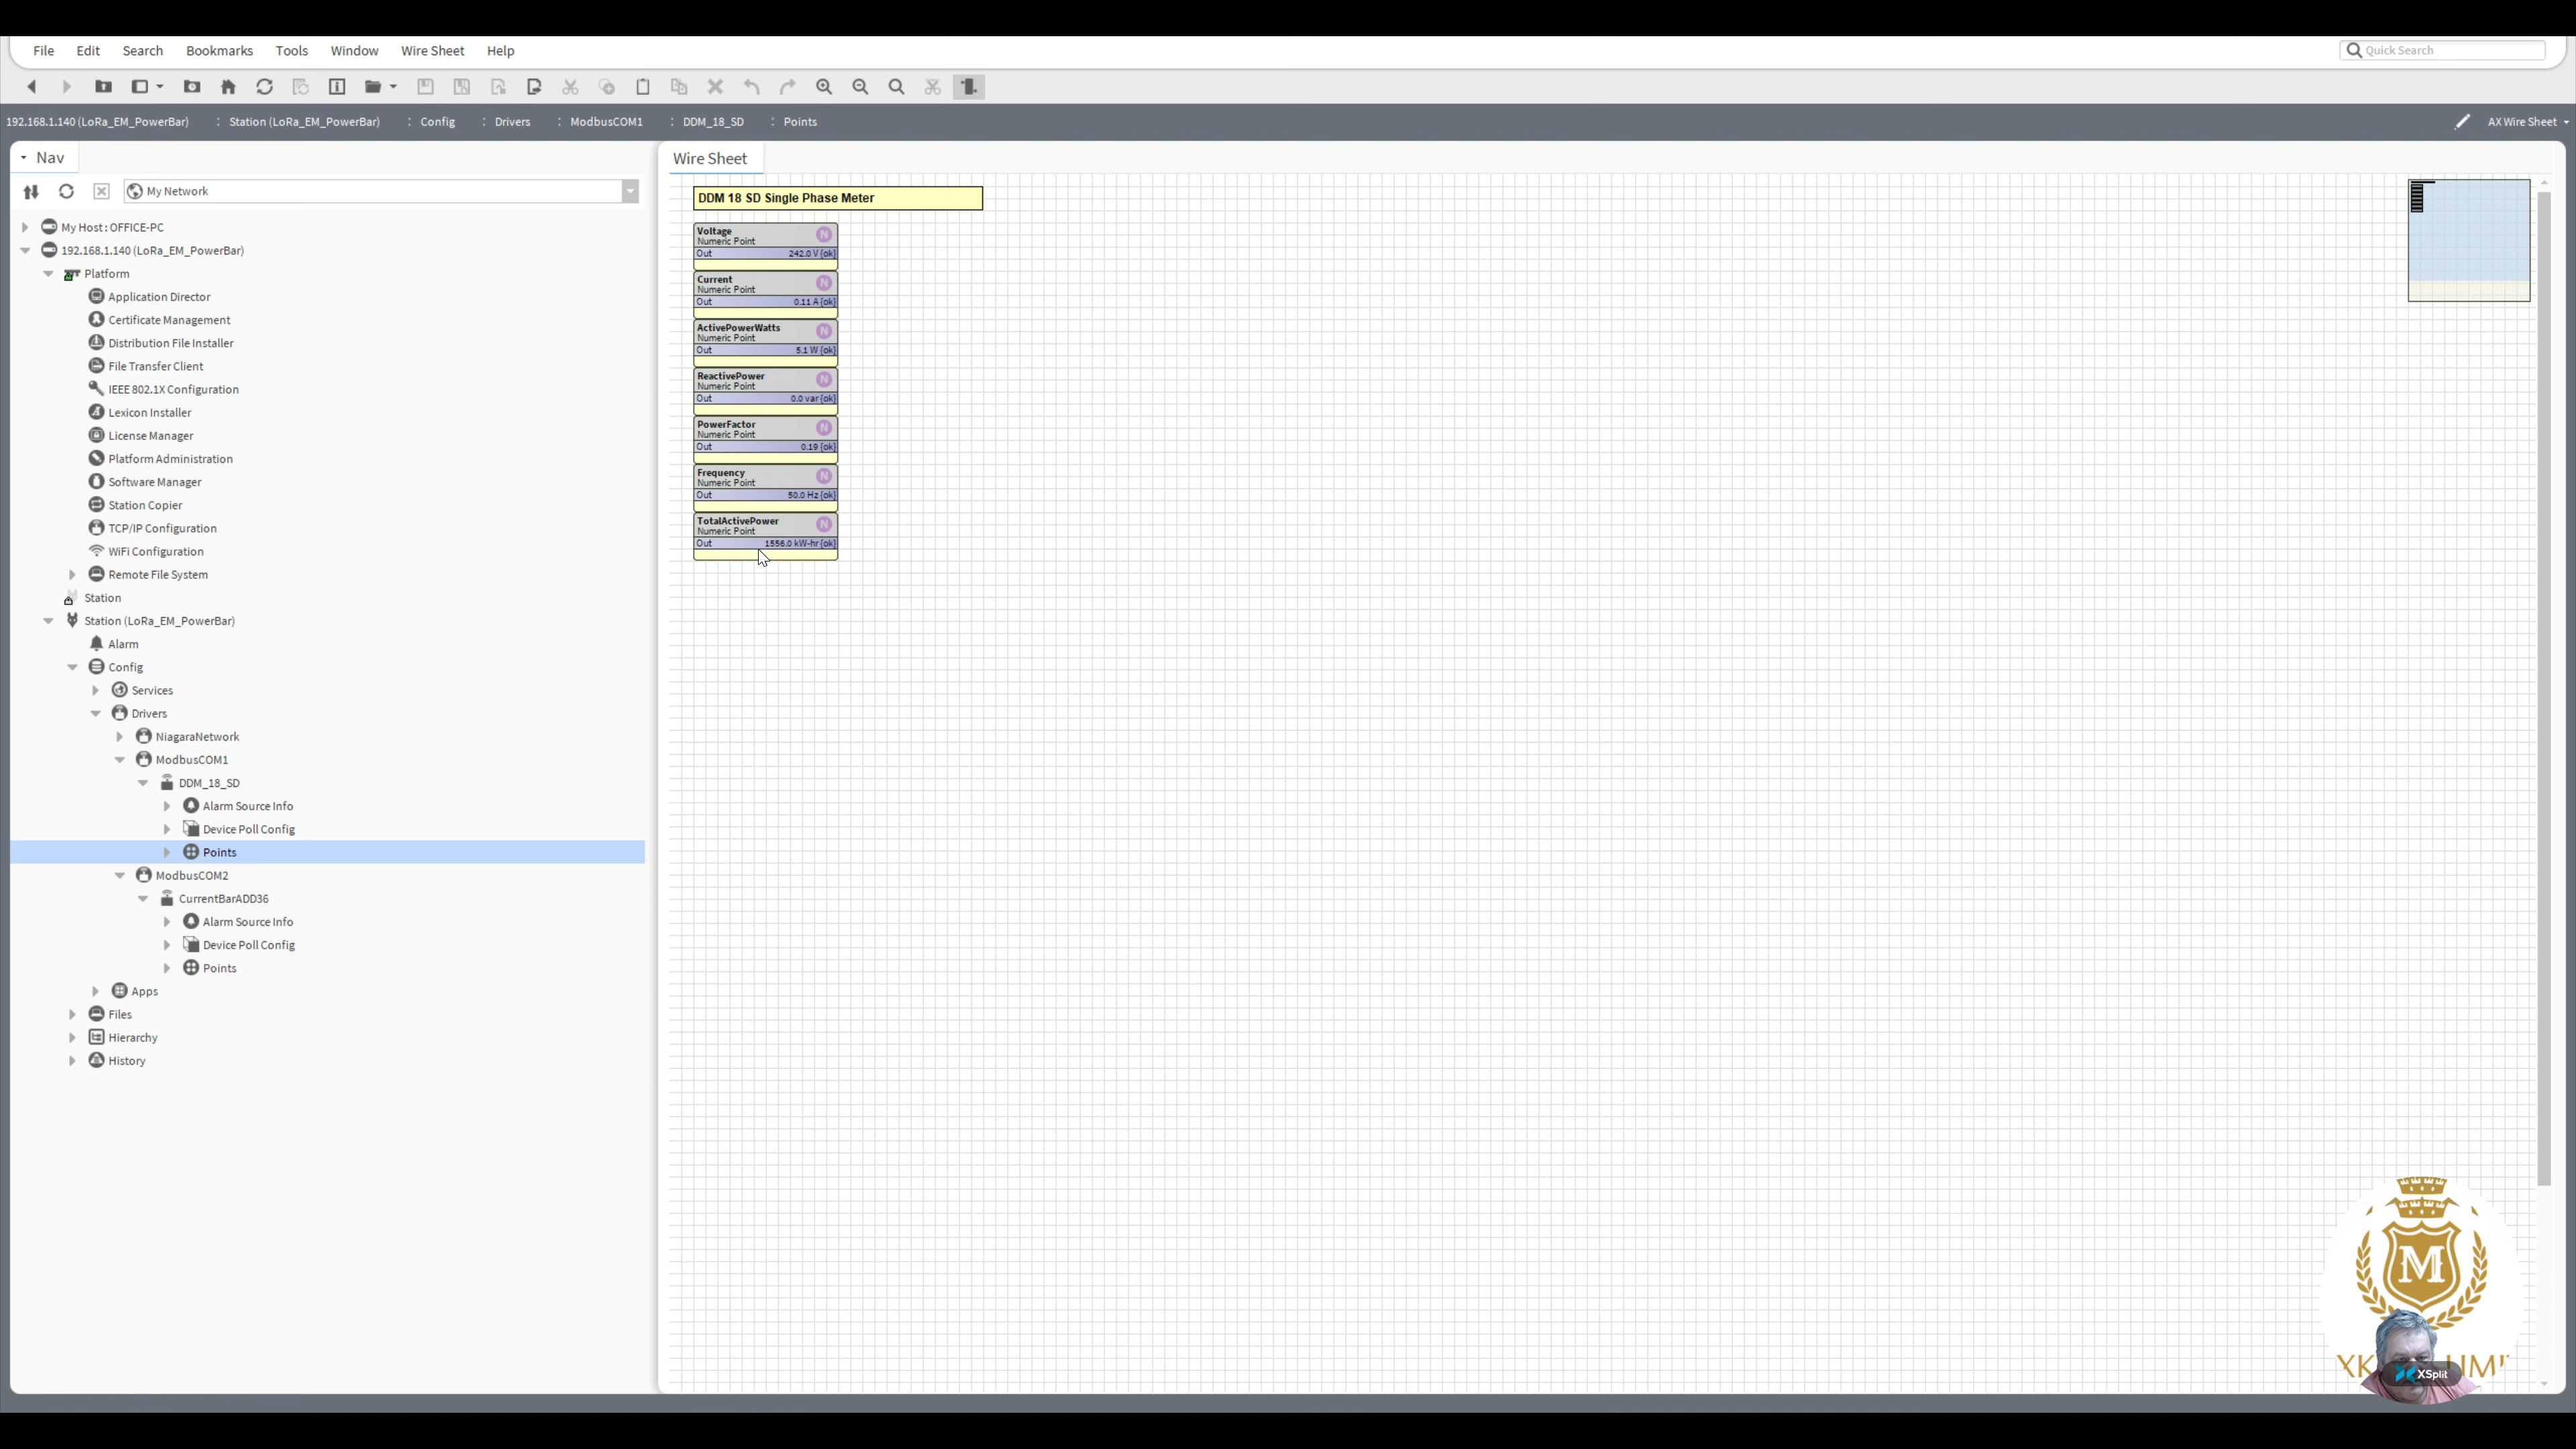 File Edit Search Bookmarks Tools Window Wire Sheet Help
Quick Search
192.168.1.140 (LoRa_EM_PowerBar) : Station (LoRa_EM_PowerBar) : Config : Drivers : ModbusCOM1 : DDM_18_SD : Points
AX Wire Sheet
Nav
My Network
My Host : OFFICE-PC
192.168.1.140 (LoRa_EM_PowerBar)
Platform
Application Director
Certificate Management
Distribution File Installer
File Transfer Client
IEEE 802.1X Configuration
Lexicon Installer
License Manager
Platform Administration
Software Manager
Station Copier
TCP/IP Configuration
WiFi Configuration
Remote File System
Station
Station (LoRa_EM_PowerBar)
Alarm
Config
Services
Drivers
NiagaraNetwork
ModbusCOM1
DDM_18_SD
Alarm Source Info
Device Poll Config
Points
ModbusCOM2
CurrentBarADD36
Alarm Source Info
Device Poll Config
Points
Apps
Files
Hierarchy
History
Wire Sheet
DDM 18 SD Single Phase Meter
Voltage
Numeric Point
N
Out 242.0 V {ok}
Current
Numeric Point
N
Out 0.11 A {ok}
ActivePowerWatts
Numeric Point
N
Out 5.1 W {ok}
ReactivePower
Numeric Point
N
Out 0.0 var {ok}
PowerFactor
Numeric Point
N
Out 0.19 {ok}
Frequency
Numeric Point
N
Out 50.0 Hz {ok}
TotalActivePower
Numeric Point
N
Out 1556.0 kW-hr {ok}
M
XSplit